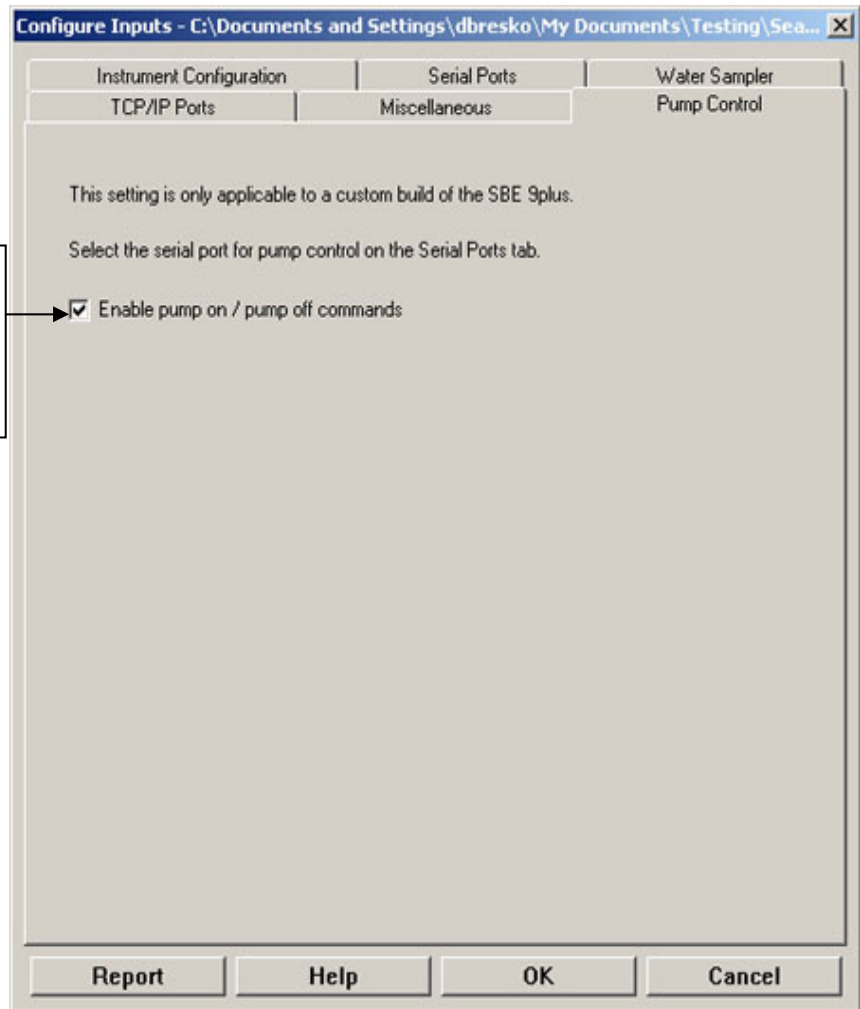 Configure Inputs - C:\Documents and Settings\dbresko\My Documents\Testing\Sea...
Instrument Configuration
Serial Ports
Water Sampler
TCP/IP Ports
Miscellaneous
Pump Control
This setting is only applicable to a custom build of the SBE 9plus.
Select the serial port for pump control on the Serial Ports tab.
Enable pump on / pump off commands
Report
Help
OK
Cancel